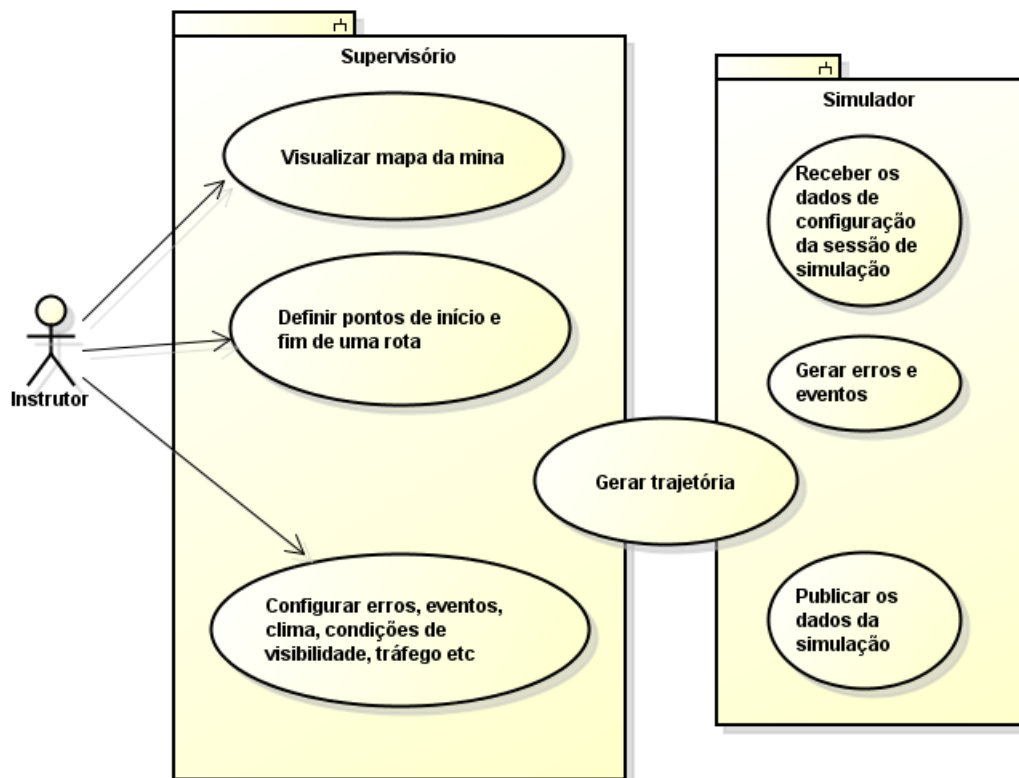 Supervisório
Visualizar mapa da mina
Definir pontos de início e
fim de uma rota
Instrutor
Configurar erros, eventos,
clima, condições de
visibilidade, tráfego etc
Gerar trajetória
Simulador
Receber os
dados de
configuração
da sessão de
simulação
Gerar erros e
eventos
Publicar os
dados da
simulação